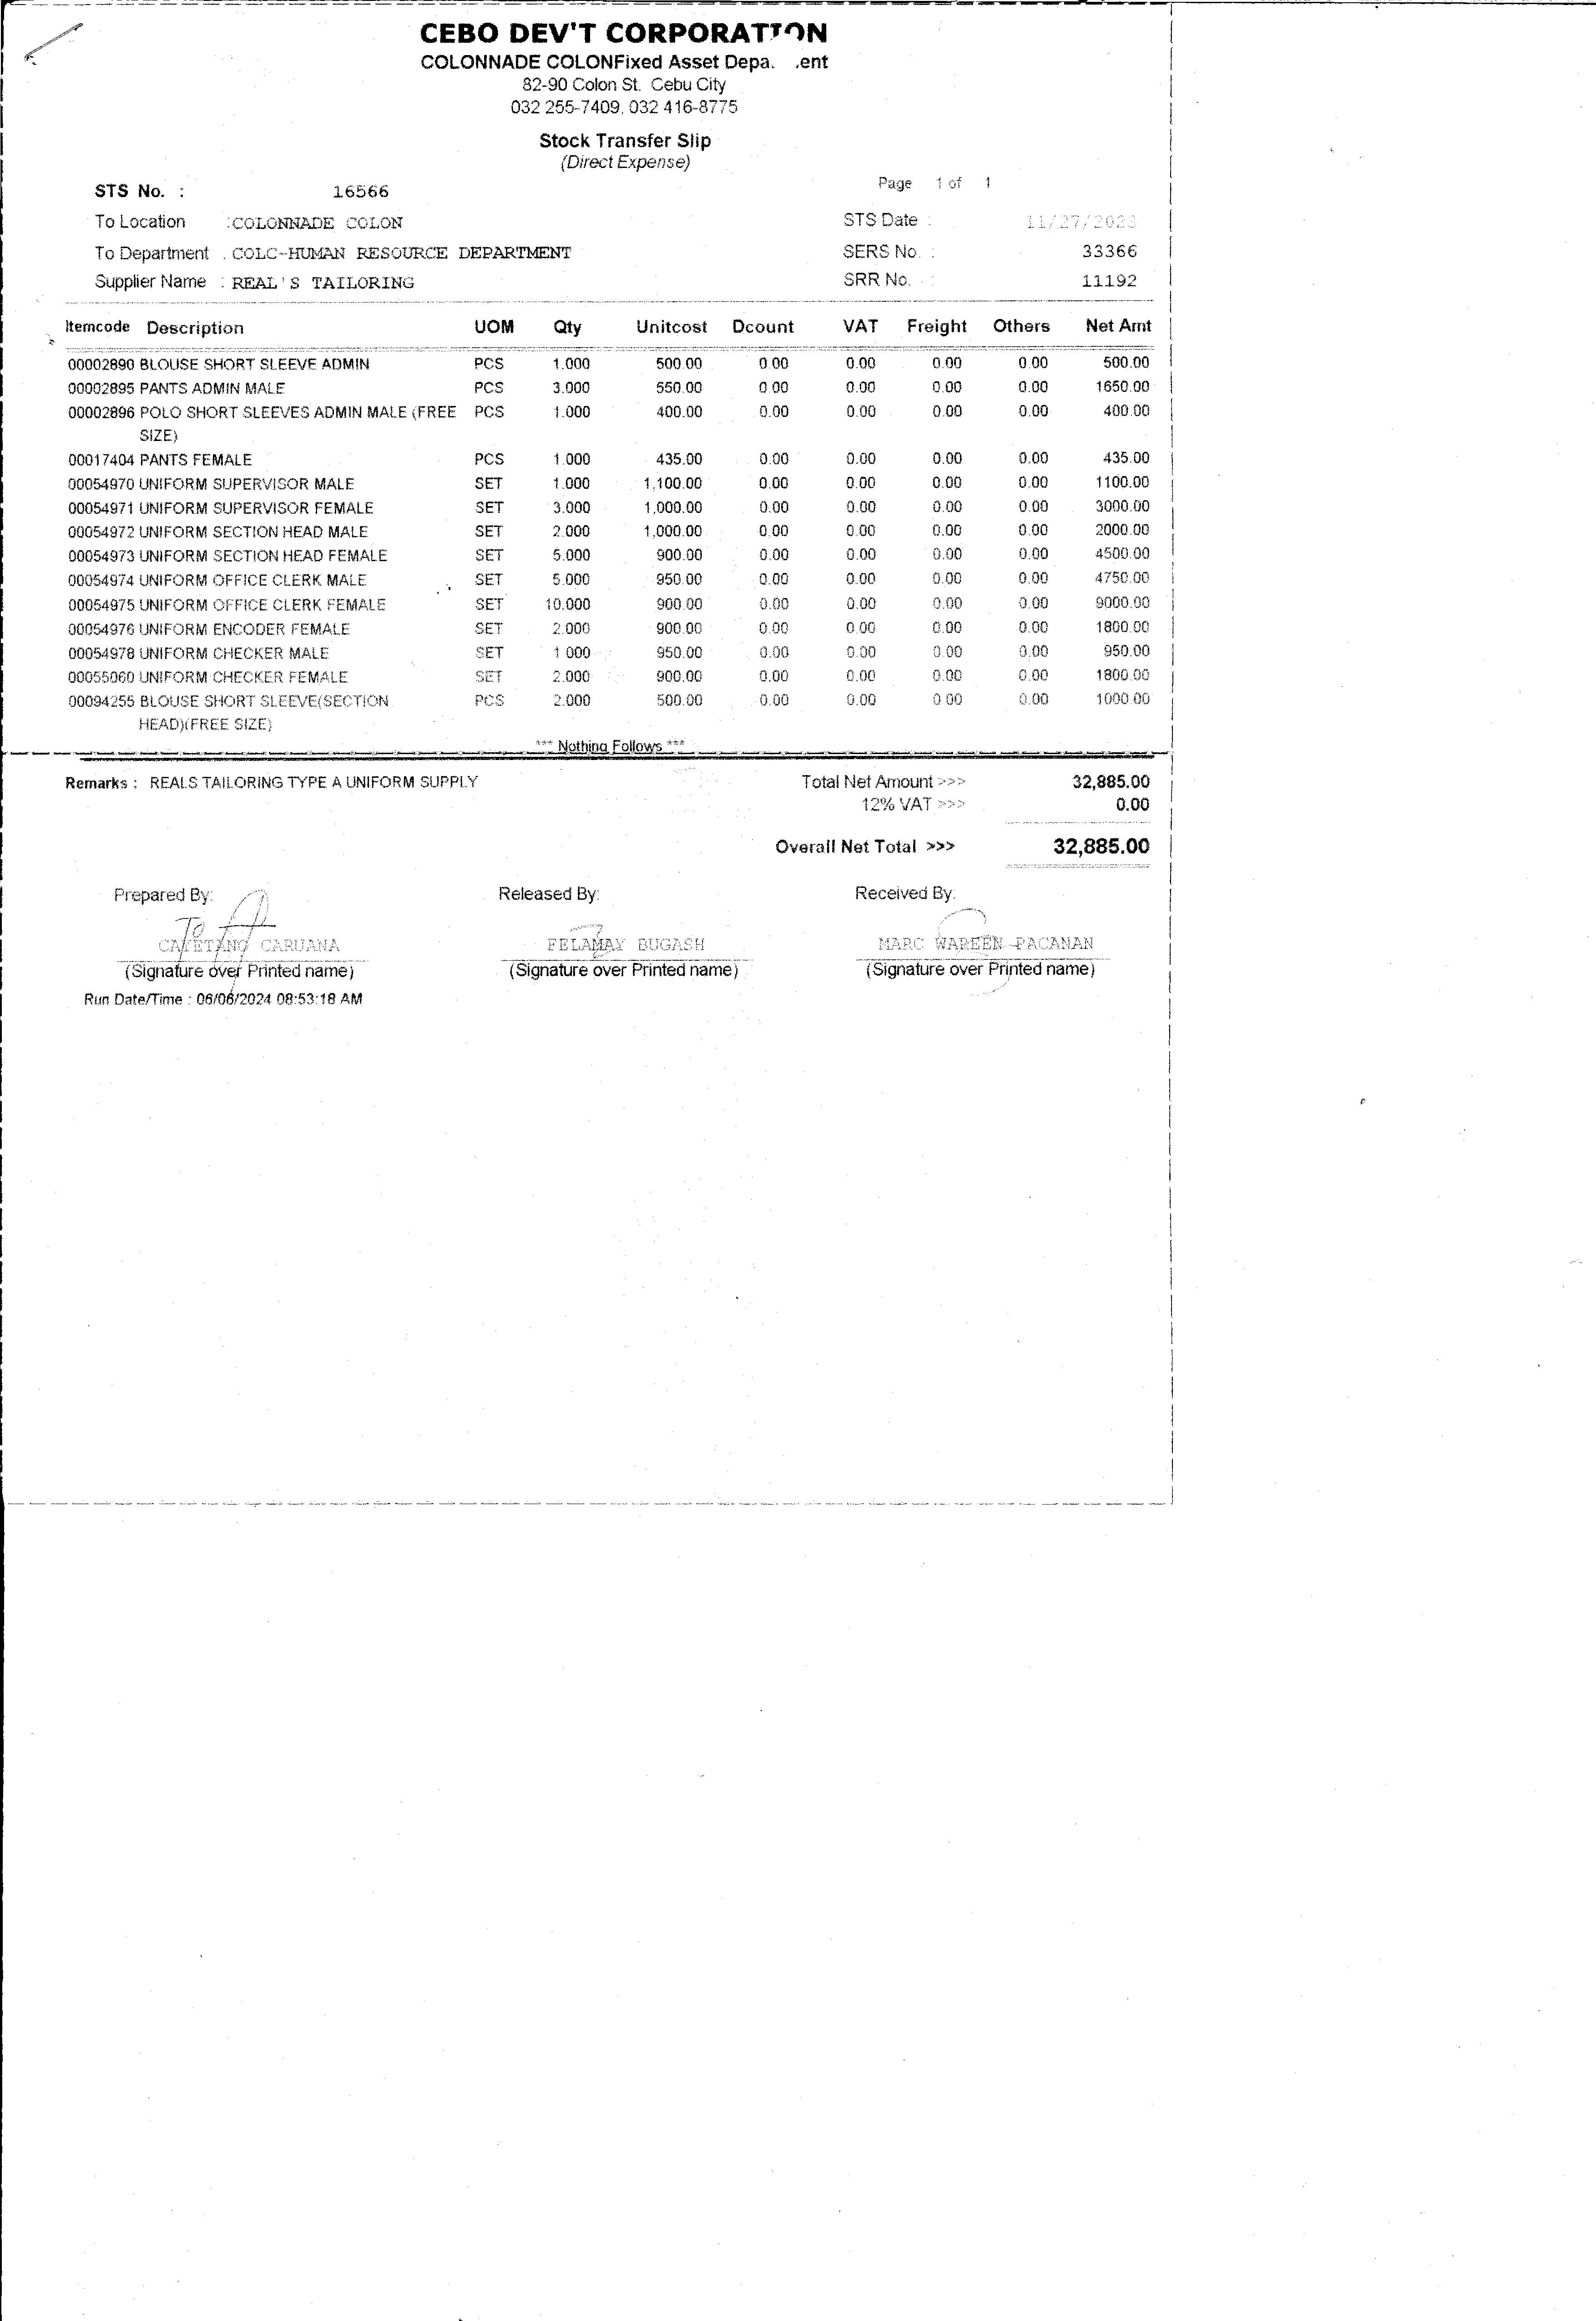 CEBO DEV'T CORPORATION
COLONNADE COLONFixed Asset
82-90 Colon St. Cebu City
032 255-7409, 032 416-8775
Stock Transfer Slip
(Direct Expense)
Page 1 of 1
STS No. : 16566
To Location :COLONNADE COLON STS Date : 11/27/2023
To Department . COLC-HUMAN RESOURCE DEPARTMENT SERS No. : 33366
Supplier Name : REAL'S TAILORING SRR No. : 11192
Itemcode Description UOM Qty Unitcost Dcount VAT Freight Others Net Amt
00002890 BLOUSE SHORT SLEEVE ADMIN PCS 1.000 500.00 0.00 0.00 0.00 0.00 500.00
00002895 PANTS ADMIN MALE PCS 3.000 550.00 0.00 0.00 0.00 0.00 1650.00
00002896 POLO SHORT SLEEVES ADMIN MALE (FREE PCS 1.000 400.00 0.00 0.00 0.00 0.00 400.00
SIZE)
00017404 PANTS FEMALE PCS 1.000 435.00 0.00 0.00 0.00 0.00 435.00
00054970 UNIFORM SUPERVISOR MALE SET 1.000 1,100.00 0.00 0.00 0.00 0.00 1100.00
00054971 UNIFORM SUPERVISOR FEMALE SET 3.000 1,000.00 0.00 0.00 0.00 0.00 3000.00
00054972 UNIFORM SECTION HEAD MALE SET 2.000 1,000.00 0.00 0.00 0.00 0.00 2000.00
00054973 UNIFORM SECTION HEAD FEMALE SET 5.000 900.00 0.00 0.00 0.00 0.00 4500.00
00054974 UNIFORM OFFICE CLERK MALE SET 5.000 950.00 0.00 0.00 0.00 0.00 4750.00
00054975 UNIFORM OFFICE CLERK FEMALE SET 10.000 900.00 0.00 0.00 0.00 0.00 9000.00
00054976 UNIFORM ENCODER FEMALE SET 2.000 900.00 0.00 0.00 0.00 0.00 1800.00
00054978 UNIFORM CHECKER MALE SET 1.000 950.00 0.00 0.00 0.00 0.00 950.00
00055060 UNIFORM CHECKER FEMALE SET 2.000 900.00 0.00 0.00 0.00 0.00 1800.00
00094255 BLOUSE SHORT SLEEVE(SECTION PCS 2.000 500.00 0.00 0.00 0.00 0.00 1000.00
HEAD)(FREE SIZE)
*** Nothing Follows ***
Remarks : REALS TAILORING TYPE A UNIFORM SUPPLY Total Net Amount >>> 32,885.00
12% VAT >>> 0.00
Overall Net Total >>> 32,885.00
Prepared By: Released By: Received By:
CAYETANO CARUANA FELAMAY BUGASH MARC WAREEN PACANAN
(Signature over Printed name) (Signature over Printed name) (Signature over Printed name)
Run Date/Time : 06/06/2024 08:53:18 AM